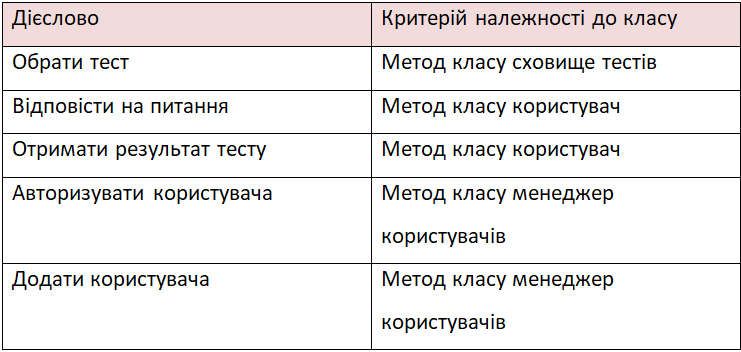 Дієслово Критерій належності до класу
Обрати тест Метод класу сховище тестів
Відповісти на питання Метод класу користувач
Отримати результат тесту Метод класу користувач
Авторизувати користувача Метод класу менеджер
користувачів
Додати користувача Метод класу менеджер
користувачів